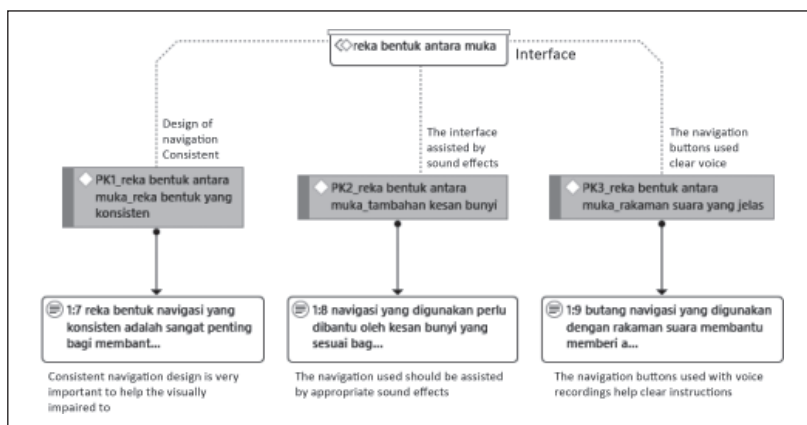 reka bentuk antara muka
Interface
Design of
navigation
Consistent
The interface
assisted by
sound effects
The navigation
buttons used
clear voice
PK1_reka bentuk antara
muka_reka bentuk yang
konsisten
PK2_reka bentuk antara
muka_tambahan kesan bunyi
PK3_reka bentuk antara
muka_rakaman suara yang jelas
1:7 reka bentuk navigasi yang
konsisten adalah sangat penting
bagi membant...
1:8 navigasi yang digunakan perlu
dibantu oleh kesan bunyi yang
sesuai bag...
1:9 butang navigasi yang digunakan
dengan rakaman suara membantu
memberi a...
Consistent navigation design is very
important to help the visually
impaired to
The navigation used should be assisted
by appropriate sound effects
The navigation buttons used with voice
recordings help clear instructions